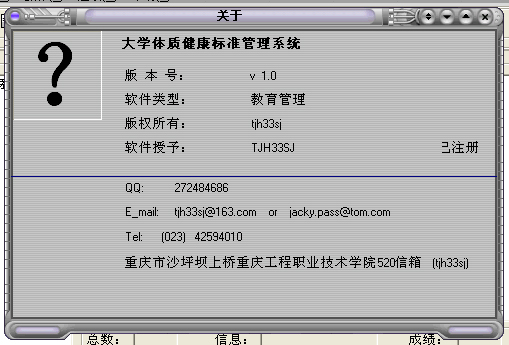 关于
?
大学体质健康标准管理系统
版 本 号： v 1.0
软件类型： 教育管理
版权所有： tjh33sj
软件授予： TJH33SJ 已注册
QQ: 272484686
E_mail: tjh33sj@163.com or jacky.pass@tom.com
Tel: (023) 42594010
重庆市沙坪坝上桥重庆工程职业技术学院520信箱 (tjh33sj)
总数： 信息： 成绩：